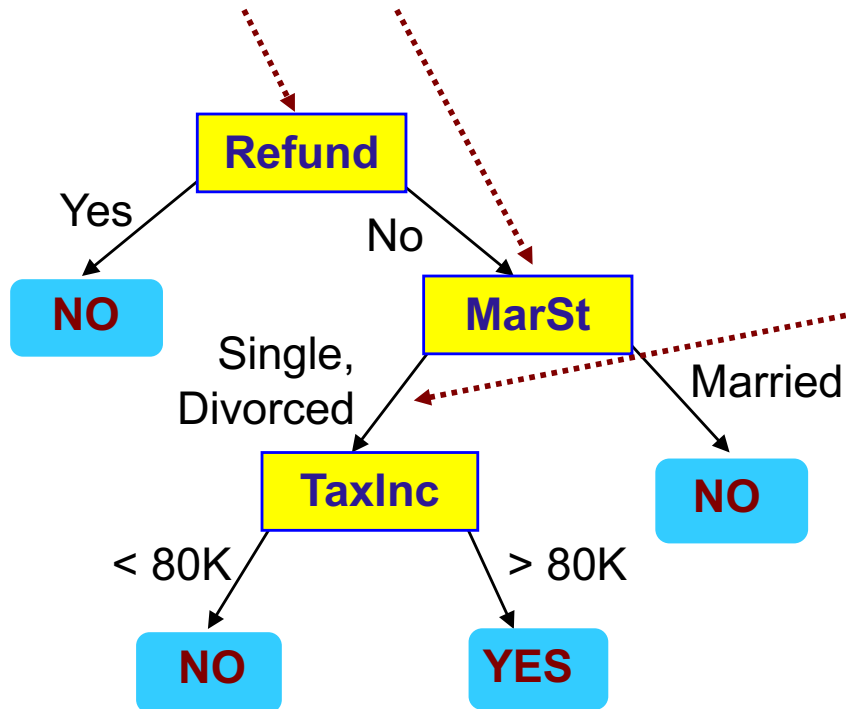 Refund
Yes
No
NO
MarSt
Single,
Divorced
Married
TaxInc
NO
< 80K
> 80K
NO
YES